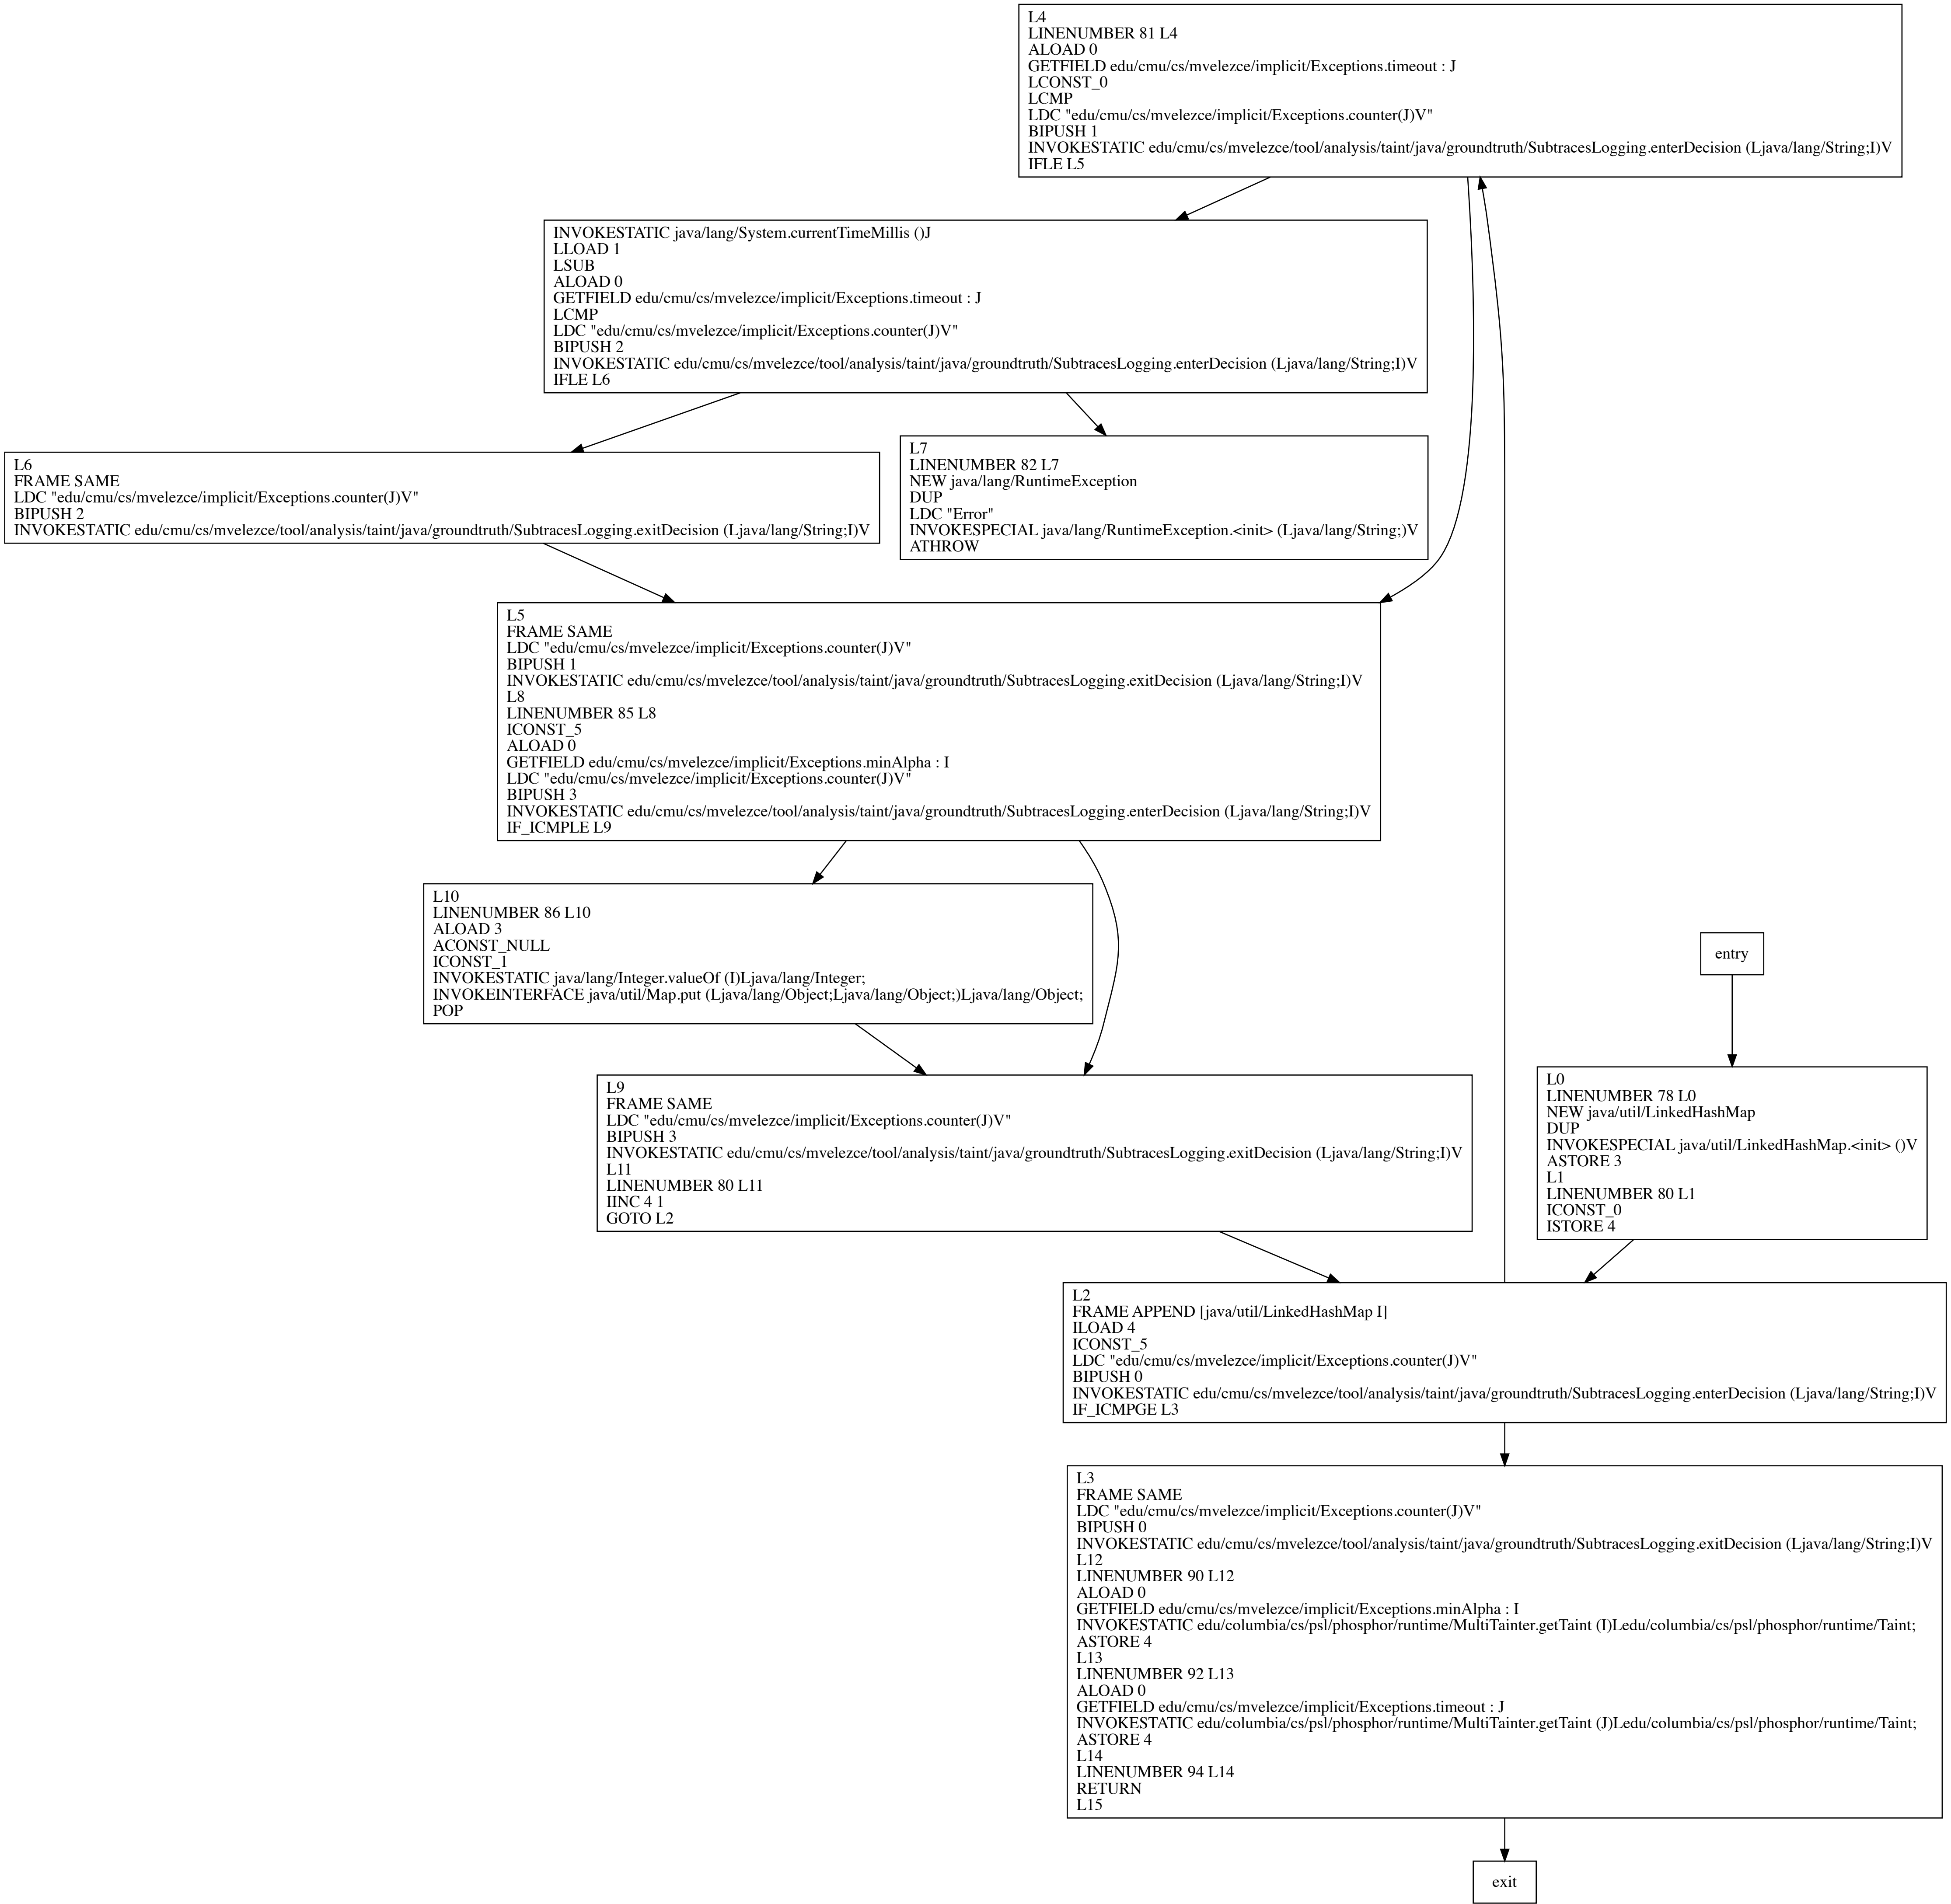 L4
LINENUMBER 81 L4
ALOAD 0
GETFIELD edu/cmu/cs/mvelezce/implicit/Exceptions.timeout : J
LCONST_0
LCMP
LDC "edu/cmu/cs/mvelezce/implicit/Exceptions.counter(J)V"
BIPUSH 1
INVOKESTATIC edu/cmu/cs/mvelezce/tool/analysis/taint/java/groundtruth/SubtracesLogging.enterDecision (Ljava/lang/String;I)V
IFLE L5
INVOKESTATIC java/lang/System.currentTimeMillis ()J
LLOAD 1
LSUB
ALOAD 0
GETFIELD edu/cmu/cs/mvelezce/implicit/Exceptions.timeout : J
LCMP
LDC "edu/cmu/cs/mvelezce/implicit/Exceptions.counter(J)V"
BIPUSH 2
INVOKESTATIC edu/cmu/cs/mvelezce/tool/analysis/taint/java/groundtruth/SubtracesLogging.enterDecision (Ljava/lang/String;I)V
IFLE L6
L6
FRAME SAME
LDC "edu/cmu/cs/mvelezce/implicit/Exceptions.counter(J)V"
BIPUSH 2
INVOKESTATIC edu/cmu/cs/mvelezce/tool/analysis/taint/java/groundtruth/SubtracesLogging.exitDecision (Ljava/lang/String;I)V
L7
LINENUMBER 82 L7
NEW java/lang/RuntimeException
DUP
LDC "Error"
INVOKESPECIAL java/lang/RuntimeException.<init> (Ljava/lang/String;)V
ATHROW
L5
FRAME SAME
LDC "edu/cmu/cs/mvelezce/implicit/Exceptions.counter(J)V"
BIPUSH 1
INVOKESTATIC edu/cmu/cs/mvelezce/tool/analysis/taint/java/groundtruth/SubtracesLogging.exitDecision (Ljava/lang/String;I)V
L8
LINENUMBER 85 L8
ICONST_5
ALOAD 0
GETFIELD edu/cmu/cs/mvelezce/implicit/Exceptions.minAlpha : I
LDC "edu/cmu/cs/mvelezce/implicit/Exceptions.counter(J)V"
BIPUSH 3
INVOKESTATIC edu/cmu/cs/mvelezce/tool/analysis/taint/java/groundtruth/SubtracesLogging.enterDecision (Ljava/lang/String;I)V
IF_ICMPLE L9
L10
LINENUMBER 86 L10
ALOAD 3
ACONST_NULL
ICONST_1
INVOKESTATIC java/lang/Integer.valueOf (I)Ljava/lang/Integer;
INVOKEINTERFACE java/util/Map.put (Ljava/lang/Object;Ljava/lang/Object;)Ljava/lang/Object;
POP
entry
L9
FRAME SAME
LDC "edu/cmu/cs/mvelezce/implicit/Exceptions.counter(J)V"
BIPUSH 3
INVOKESTATIC edu/cmu/cs/mvelezce/tool/analysis/taint/java/groundtruth/SubtracesLogging.exitDecision (Ljava/lang/String;I)V
L11
LINENUMBER 80 L11
IINC 4 1
GOTO L2
L0
LINENUMBER 78 L0
NEW java/util/LinkedHashMap
DUP
INVOKESPECIAL java/util/LinkedHashMap.<init> ()V
ASTORE 3
L1
LINENUMBER 80 L1
ICONST_0
ISTORE 4
L2
FRAME APPEND [java/util/LinkedHashMap I]
ILOAD 4
ICONST_5
LDC "edu/cmu/cs/mvelezce/implicit/Exceptions.counter(J)V"
BIPUSH 0
INVOKESTATIC edu/cmu/cs/mvelezce/tool/analysis/taint/java/groundtruth/SubtracesLogging.enterDecision (Ljava/lang/String;I)V
IF_ICMPGE L3
L3
FRAME SAME
LDC "edu/cmu/cs/mvelezce/implicit/Exceptions.counter(J)V"
BIPUSH 0
INVOKESTATIC edu/cmu/cs/mvelezce/tool/analysis/taint/java/groundtruth/SubtracesLogging.exitDecision (Ljava/lang/String;I)V
L12
LINENUMBER 90 L12
ALOAD 0
GETFIELD edu/cmu/cs/mvelezce/implicit/Exceptions.minAlpha : I
INVOKESTATIC edu/columbia/cs/psl/phosphor/runtime/MultiTainter.getTaint (I)Ledu/columbia/cs/psl/phosphor/runtime/Taint;
ASTORE 4
L13
LINENUMBER 92 L13
ALOAD 0
GETFIELD edu/cmu/cs/mvelezce/implicit/Exceptions.timeout : J
INVOKESTATIC edu/columbia/cs/psl/phosphor/runtime/MultiTainter.getTaint (J)Ledu/columbia/cs/psl/phosphor/runtime/Taint;
ASTORE 4
L14
LINENUMBER 94 L14
RETURN
L15
exit